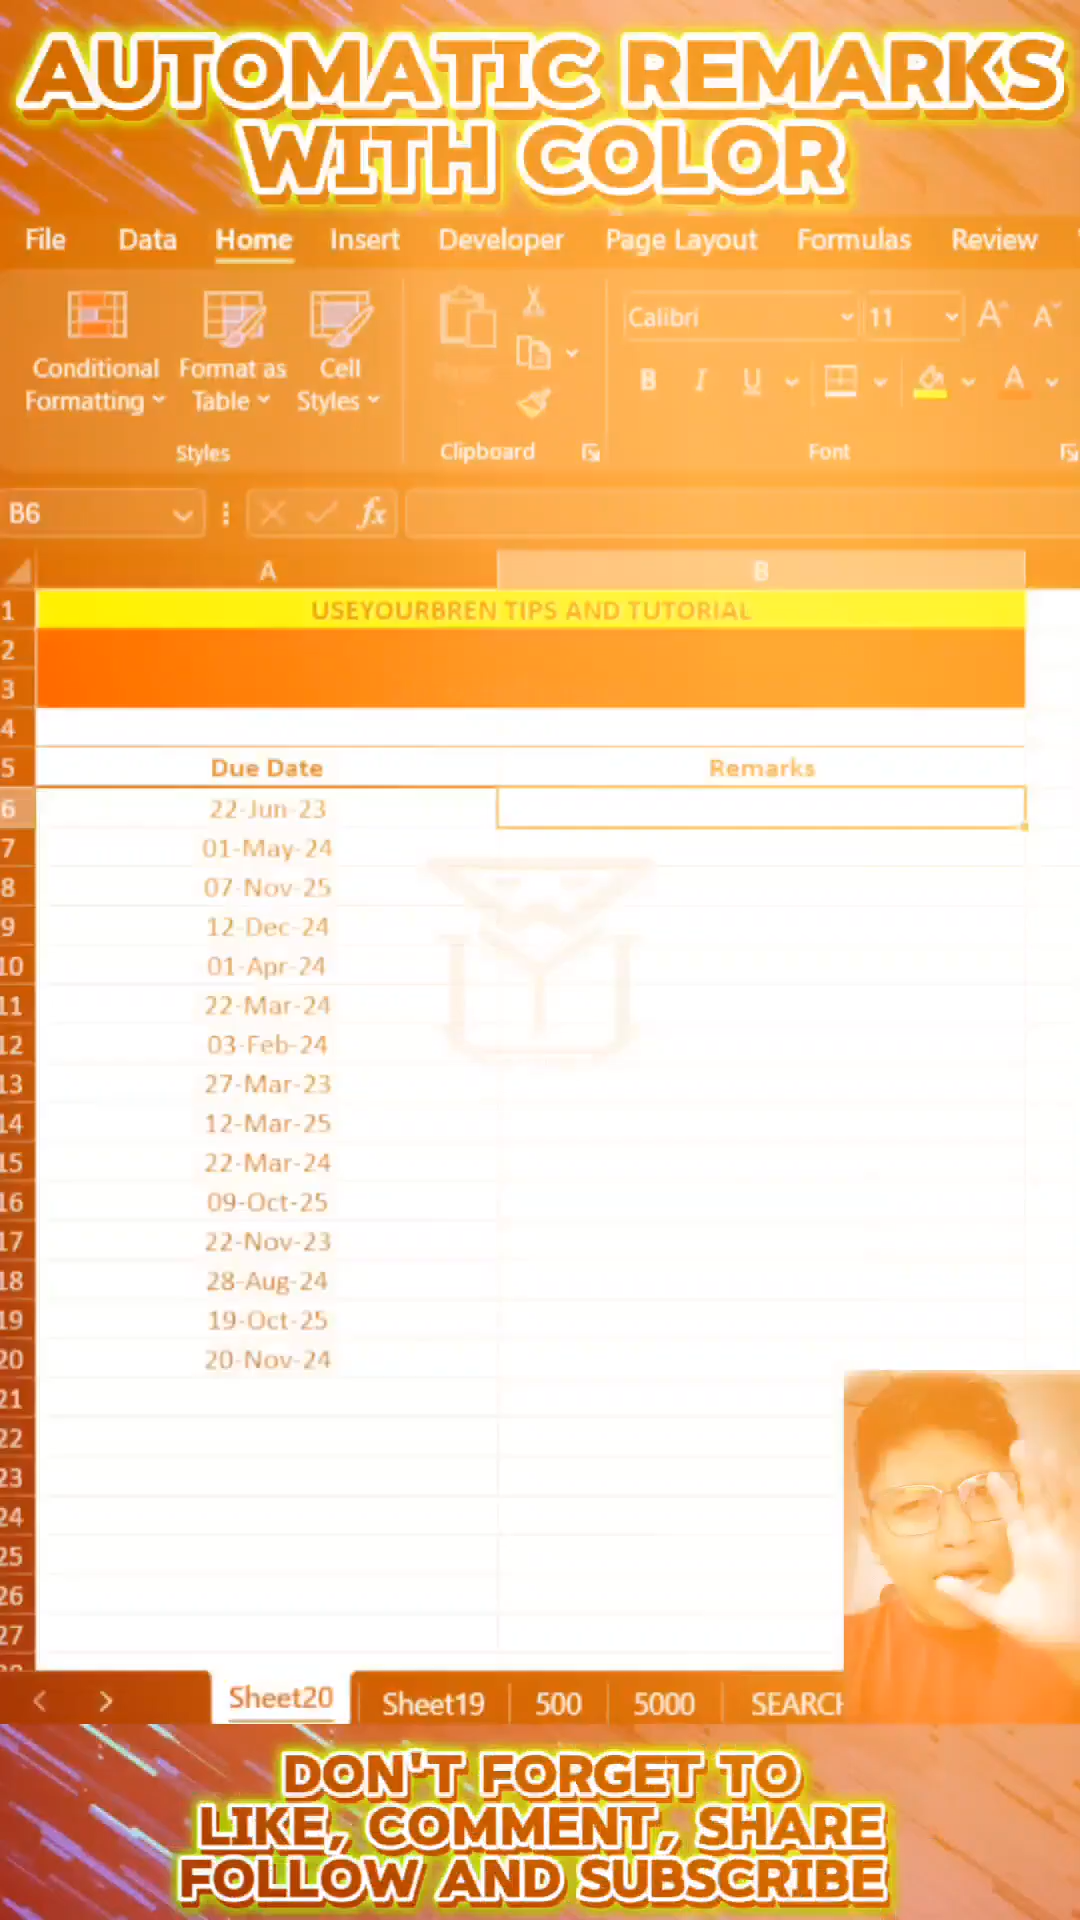 AUTOMATIC REMARKS
WITH COLOR
File Data Home Insert Developer Page Layout Formulas Review
Conditional Formatting
Format as Table
Cell Styles
Styles
Clipboard
Calibri 11
B I U A
Font
B6 fx
A B
1 USEYOURBREN TIPS AND TUTORIAL
2
3
4
5 Due Date Remarks
6 22-Jun-23
7 01-May-24
8 07-Nov-25
9 12-Dec-24
10 01-Apr-24
11 22-Mar-24
12 03-Feb-24
13 27-Mar-23
14 12-Mar-25
15 22-Mar-24
16 09-Oct-25
17 22-Nov-23
18 28-Aug-24
19 19-Oct-25
20 20-Nov-24
21
22
23
24
25
26
27
Sheet20 Sheet19 500 5000 SEARCH
DON'T FORGET TO
LIKE, COMMENT, SHARE
FOLLOW AND SUBSCRIBE